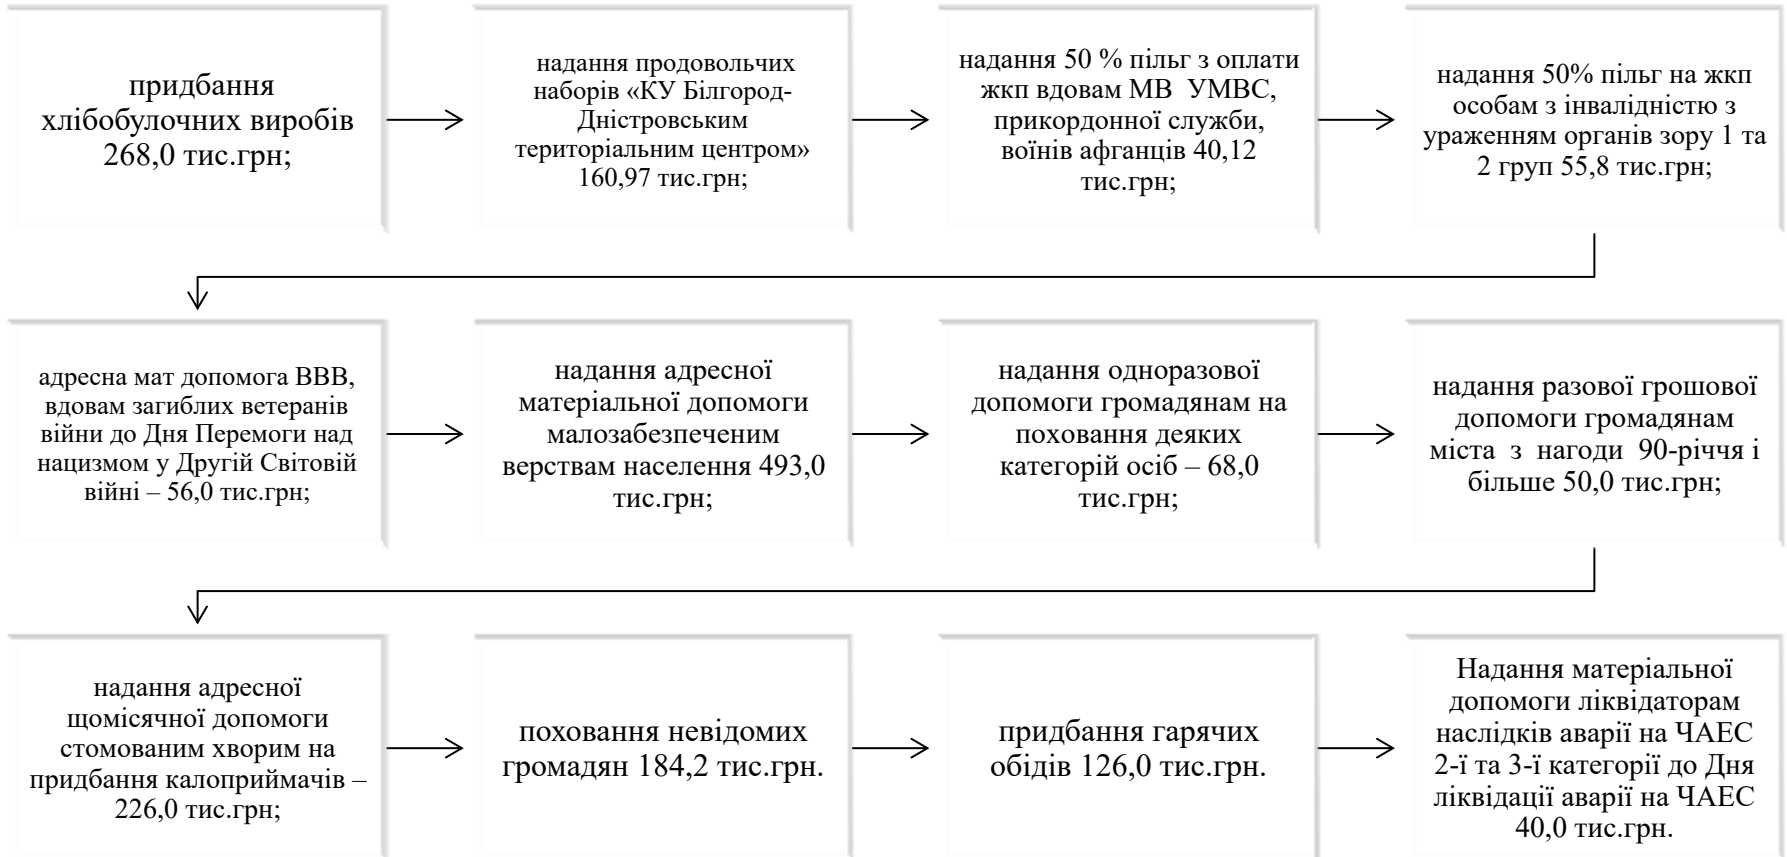 придбання
хлібобулочних виробів
268,0 тис.грн;
надання продовольчих
наборів «КУ Білгород-
Дністровським
територіальним центром»
160,97 тис.грн;
надання 50 % пільг з оплати
жкп вдовам МВ УМВС,
прикордонної служби,
воїнів афганців 40,12
тис.грн;
надання 50% пільг на жкп
особам з інвалідністю з
ураженням органів зору 1 та
2 груп 55,8 тис.грн;
адресна мат допомога ВВВ,
вдовам загиблих ветеранів
війни до Дня Перемоги над
нацизмом у Другій Світовій
війні – 56,0 тис.грн;
надання адресної
матеріальної допомоги
малозабезпеченим
верствам населення 493,0
тис.грн;
надання одноразової
допомоги громадянам на
поховання деяких
категорій осіб – 68,0
тис.грн;
надання разової грошової
допомоги громадянам
міста з нагоди 90-річчя і
більше 50,0 тис.грн;
надання адресної
щомісячної допомоги
стомованим хворим на
придбання калоприймачів –
226,0 тис.грн;
поховання невідомих
громадян 184,2 тис.грн.
придбання гарячих
обідів 126,0 тис.грн.
Надання матеріальної
допомоги ліквідаторам
наслідків аварії на ЧАЕС
2-ї та 3-ї категорії до Дня
ліквідації аварії на ЧАЕС
40,0 тис.грн.